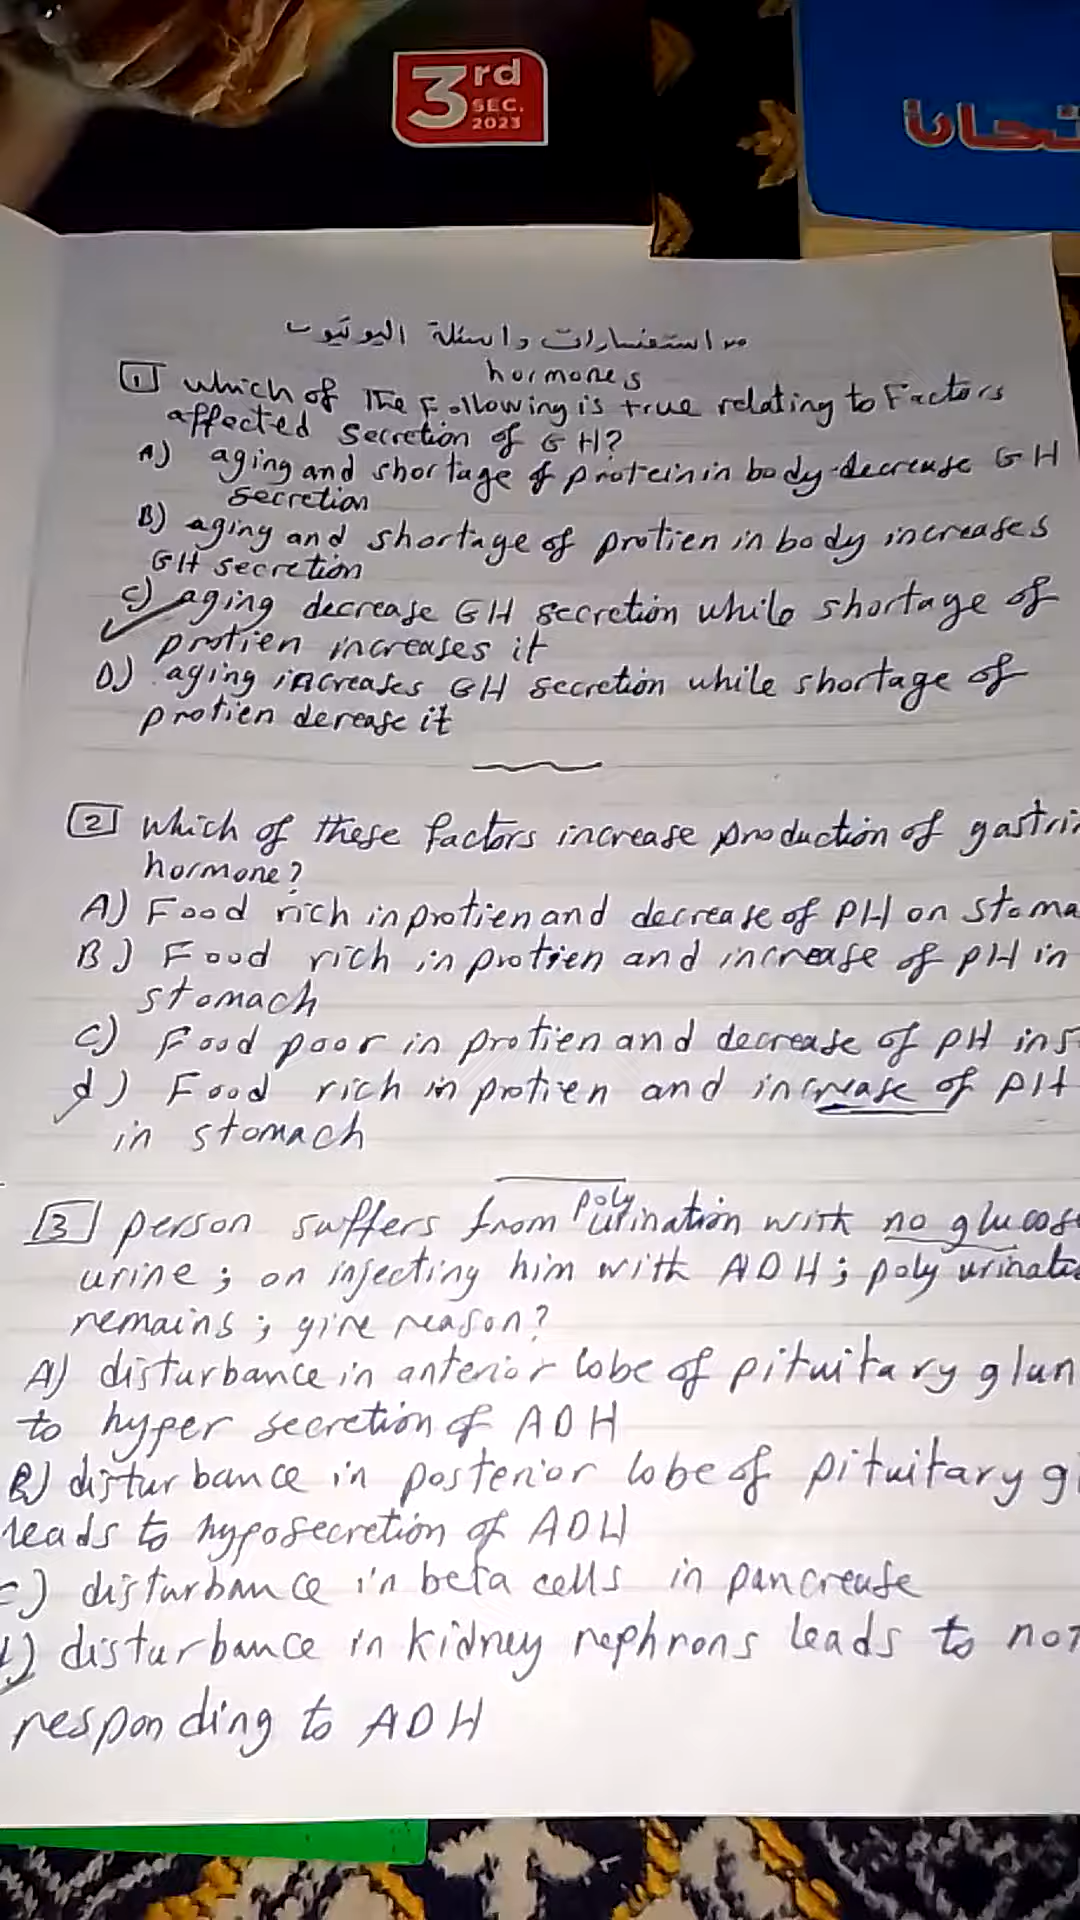 3rd
SEC.
2023
من استفسارات واسئلة اليوتيوب
hormones
1 which of The Following is true relating to Factors
affected secretion of GH?
A) aging and shortage of protein in body decrease GH
secretion
B) aging and shortage of protien in body increases
GH secretion
C) aging decrease GH secretion while shortage of
protien increases it
D) aging increases GH secretion while shortage of
protien derease it
2 which of these factors increase production of gastrin
hormone?
A) Food rich in protien and decrease of PH on stoma
B) Food rich in protien and increase of pH in
stomach
C) Food poor in protien and decrease of pH in s
d) Food rich in protien and increase of pH
in stomach
3 person suffers from poly urination with no glucose
urine; on injecting him with ADH; poly urinatio
remains; give reason?
A) disturbance in anterior lobe of pituitary glan
to hyper secretion of ADH
B) disturbance in posterior lobe of pituitary gl
leads to hyposecretion of ADH
c) disturbance in beta cells in pancrease
d) disturbance in kidney nephrons leads to not
responding to ADH